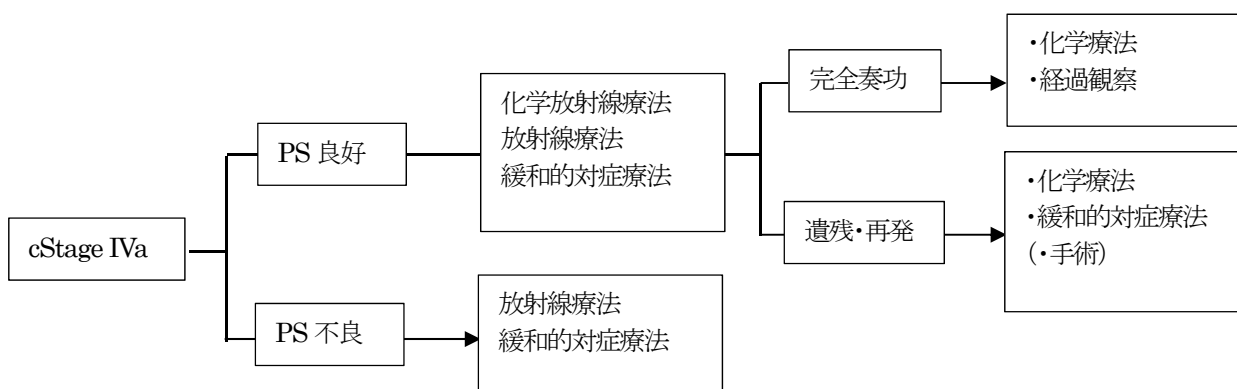 cStage IVa
PS 良好
化学放射線療法
放射線療法
緩和的対症療法
完全奏功
・化学療法
・経過観察
遺残・再発
・化学療法
・緩和的対症療法
(・手術)
PS 不良
放射線療法
緩和的対症療法